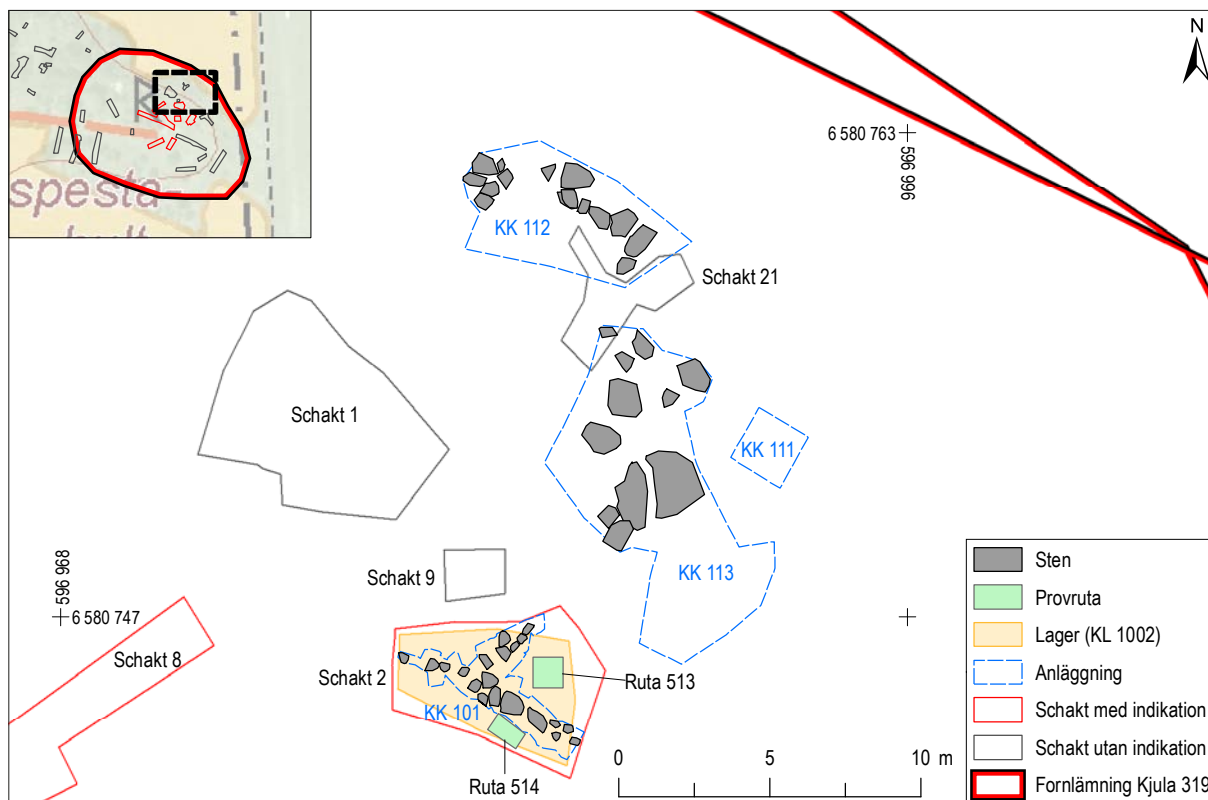 spesta-
N
6 580 763
596 996
KK 112
Schakt 21
Schakt 1
KK 111
Schakt 9
KK 113
596 968
6 580 747
Schakt 8
Schakt 2
KK 101
Ruta 513
Ruta 514
0 5 10 m
Sten
Provruta
Lager (KL 1002)
Anläggning
Schakt med indikation
Schakt utan indikation
Fornlämning Kjula 319